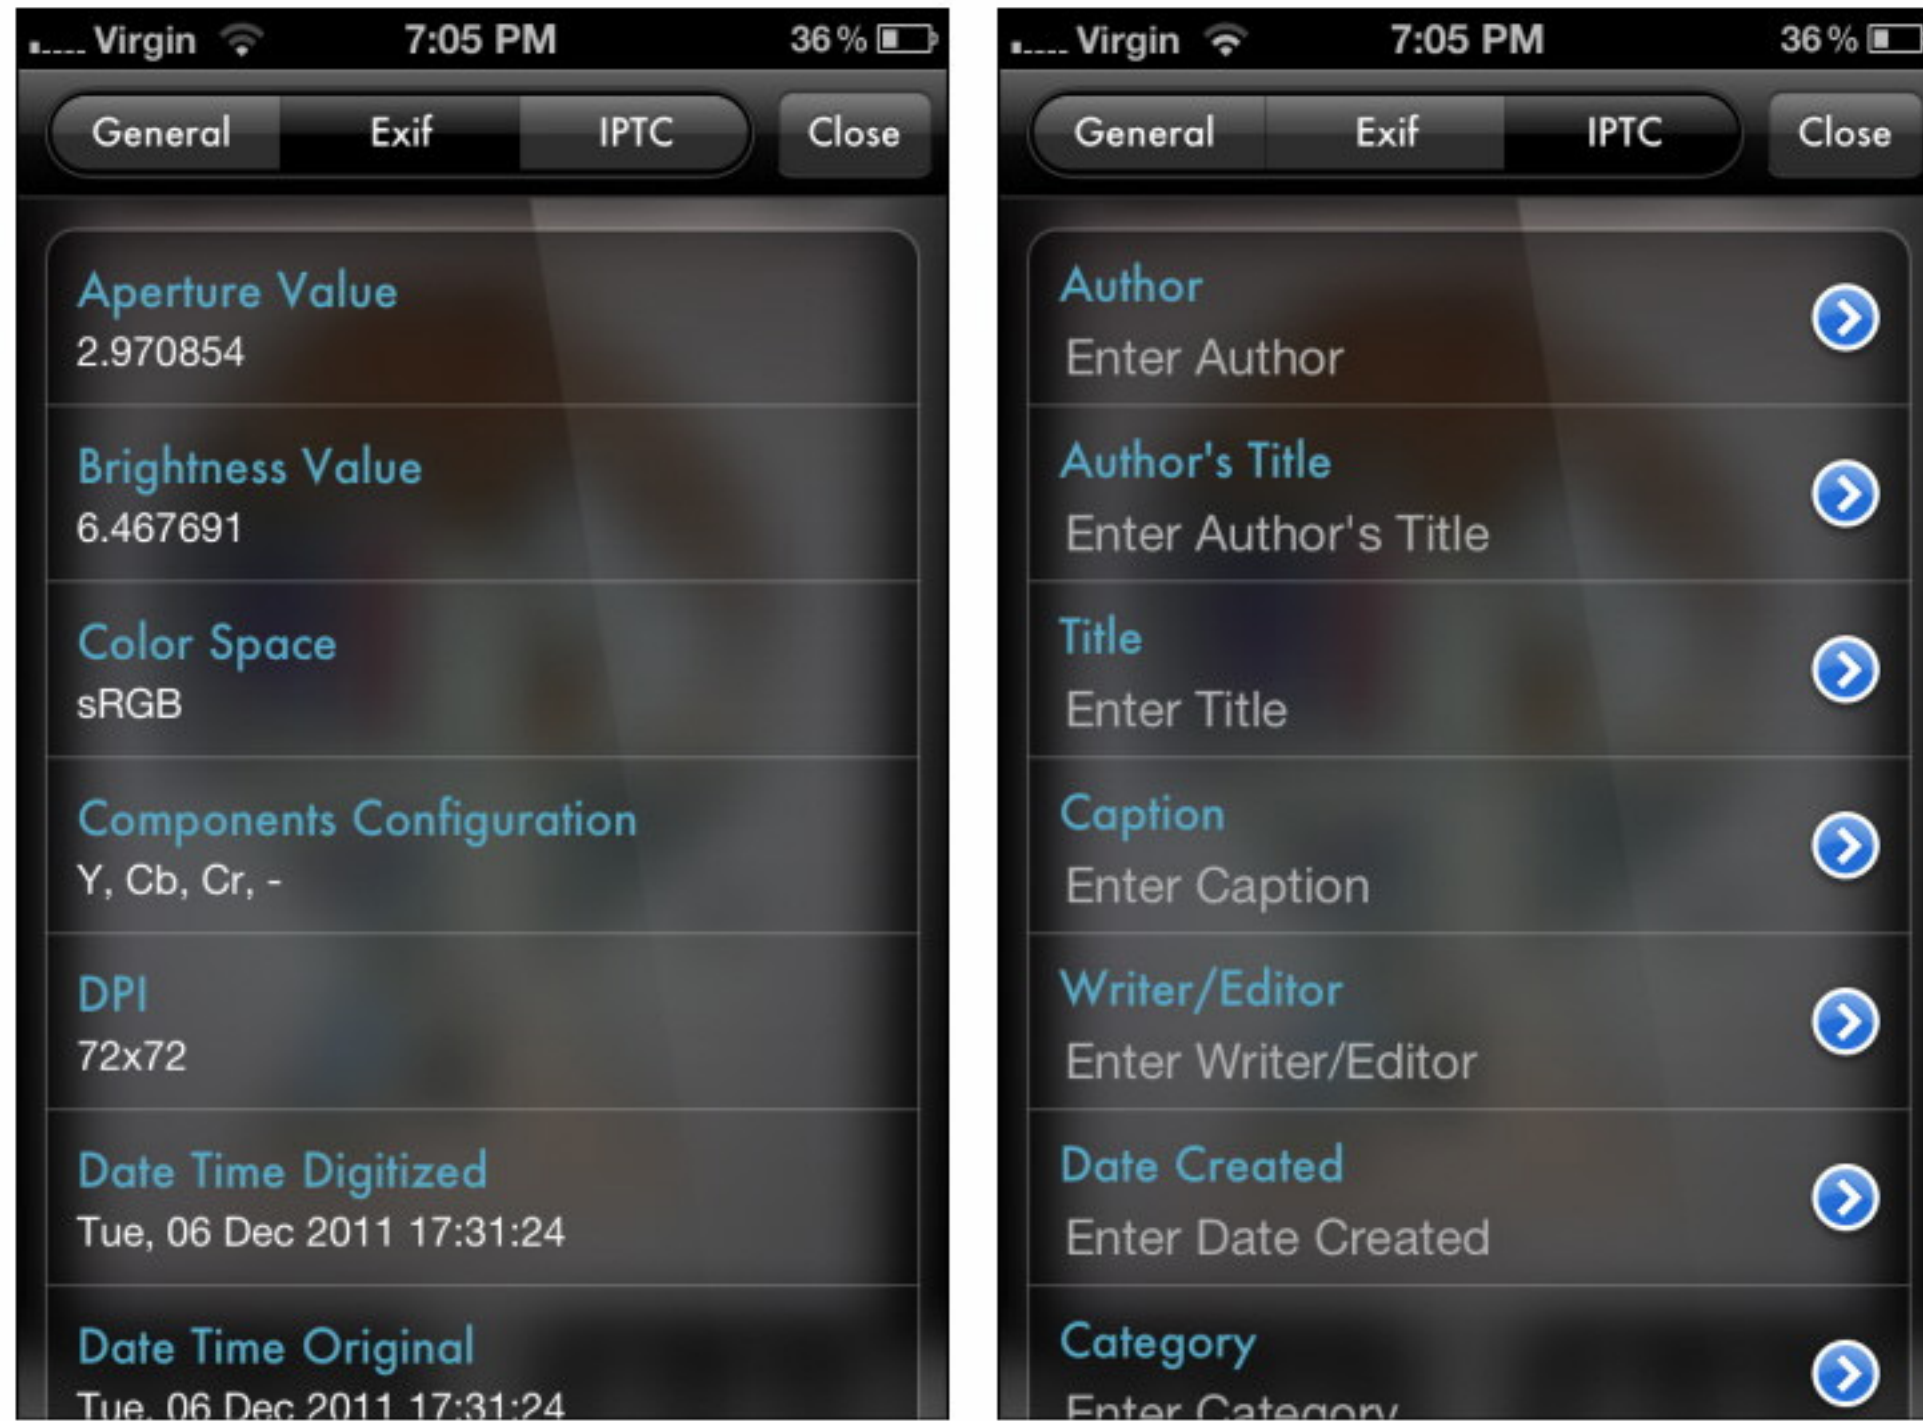 Virgin 7:05 PM 36%
General Exif IPTC Close
Aperture Value
2.970854
Brightness Value
6.467691
Color Space
sRGB
Components Configuration
Y, Cb, Cr, -
DPI
72x72
Date Time Digitized
Tue, 06 Dec 2011 17:31:24
Date Time Original
Tue, 06 Dec 2011 17:31:24
Virgin 7:05 PM 36%
General Exif IPTC Close
Author
Enter Author
Author's Title
Enter Author's Title
Title
Enter Title
Caption
Enter Caption
Writer/Editor
Enter Writer/Editor
Date Created
Enter Date Created
Category
Enter Category